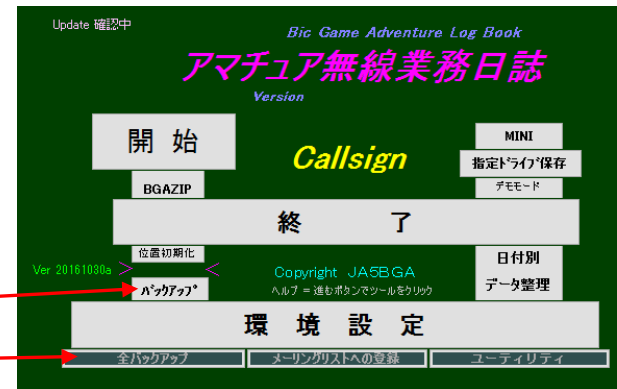 Update 確認中
Bic Game Adventure Log Book
アマチュア無線業務日誌
Version
開 始
MINI
Callsign
指定ﾄﾞﾗｲﾌﾞ保存
BGAZIP
デモモード
終 了
位置初期化
日付別
Ver 20161030a > <
Copyright JA5BGA
ﾊﾞｯｸｱｯﾌﾟ
ヘルプ = 進むボタンでツールをクリック
データ整理
環 境 設 定
全バックアップ
メーリングリストへの登録
ユーティリティ